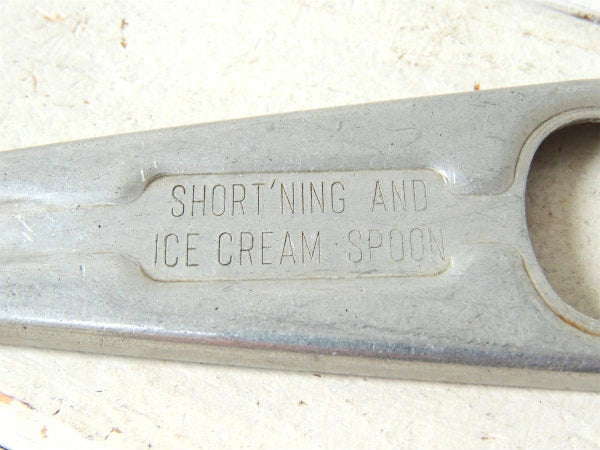 SHORT'NING AND
ICE CREAM SPOON